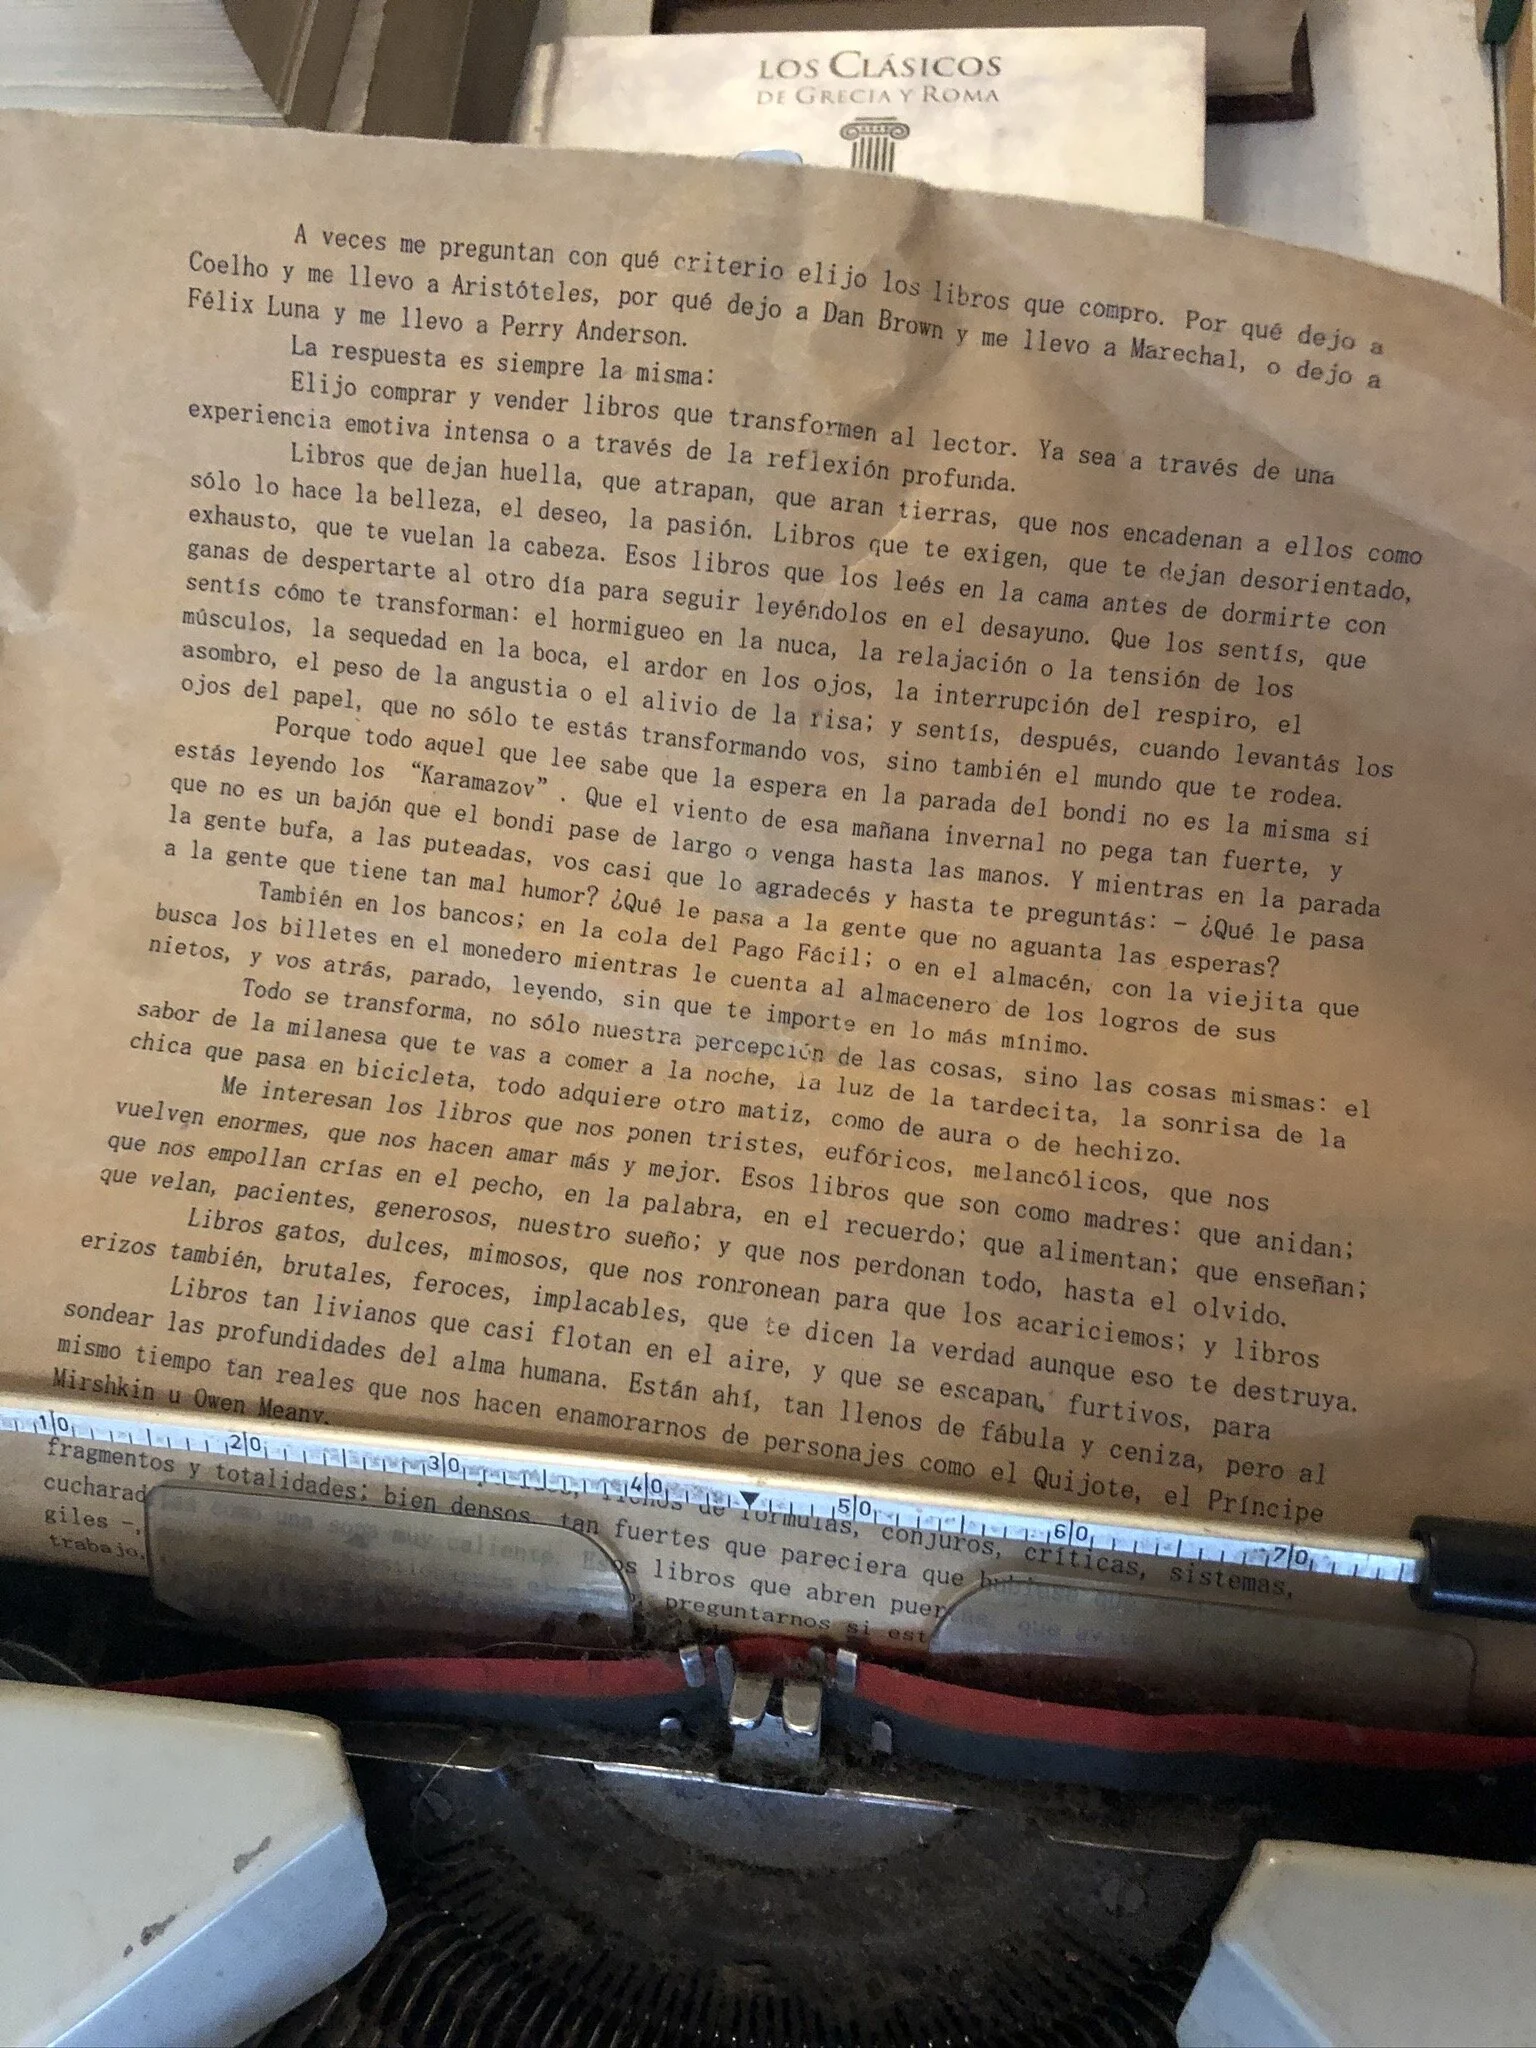 LOS CLÁSICOS
DE GRECIA Y ROMA
A veces me preguntan con qué criterio elijo los libros que compro. Por qué dejo a
Coelho y me llevo a Aristóteles, por qué dejo a Dan Brown y me llevo a Marechal, o dejo a
Félix Luna y me llevo a Perry Anderson.
La respuesta es siempre la misma:
Elijo comprar y vender libros que transformen al lector. Ya sea a través de una
experiencia emotiva intensa o a través de la reflexión profunda.
Libros que dejan huella, que atrapan, que aran tierras, que nos encadenan a ellos como
sólo lo hace la belleza, el deseo, la pasión. Libros que te exigen, que te dejan desorientado,
exhausto, que te vuelan la cabeza. Esos libros que los leés en la cama antes de dormirte con
ganas de despertarte al otro día para seguir leyéndolos en el desayuno. Que los sentís, que
sentís cómo te transforman: el hormigueo en la nuca, la relajación o la tensión de los
músculos, la sequedad en la boca, el ardor en los ojos, la interrupción del respiro, el
asombro, el peso de la angustia o el alivio de la risa; y sentís, después, cuando levantás los
ojos del papel, que no sólo te estás transformando vos, sino también el mundo que te rodea.
Porque todo aquel que lee sabe que la espera en la parada del bondi no es la misma si
estás leyendo los “Karamazov” . Que el viento de esa mañana invernal no pega tan fuerte, y
que no es un bajón que el bondi pase de largo o venga hasta las manos. Y mientras en la parada
la gente bufa, a las puteadas, vos casi que lo agradecés y hasta te preguntás: – ¿Qué le pasa
a la gente que tiene tan mal humor? ¿Qué le pasa a la gente que no aguanta las esperas?
También en los bancos; en la cola del Pago Fácil; o en el almacén, con la viejita que
busca los billetes en el monedero mientras le cuenta al almacenero de los logros de sus
nietos, y vos atrás, parado, leyendo, sin que te importe en lo más mínimo.
Todo se transforma, no sólo nuestra percepción de las cosas, sino las cosas mismas: el
sabor de la milanesa que te vas a comer a la noche, la luz de la tardecita, la sonrisa de la
chica que pasa en bicicleta, todo adquiere otro matiz, como de aura o de hechizo.
Me interesan los libros que nos ponen tristes, eufóricos, melancólicos, que nos
vuelven enormes, que nos hacen amar más y mejor. Esos libros que son como madres: que anidan;
que nos empollan crías en el pecho, en la palabra, en el recuerdo; que alimentan; que enseñan;
que velan, pacientes, generosos, nuestro sueño; y que nos perdonan todo, hasta el olvido.
Libros gatos, dulces, mimosos, que nos ronronean para que los acariciemos; y libros
erizos también, brutales, feroces, implacables, que te dicen la verdad aunque eso te destruya.
Libros tan livianos que casi flotan en el aire, y que se escapan, furtivos, para
sondear las profundidades del alma humana. Están ahí, tan llenos de fábula y ceniza, pero al
mismo tiempo tan reales que nos hacen enamorarnos de personajes como el Quijote, el Príncipe
Mirshkin u Owen Meany.
10 20 30 40 50 60 70
de fórmulas, conjuros, críticas, sistemas,
fragmentos y totalidades; bien densos, tan fuertes que pareciera que
como una soga muy caliente. Esos libros que abren
giles –, preguntarnos si
trabajo,